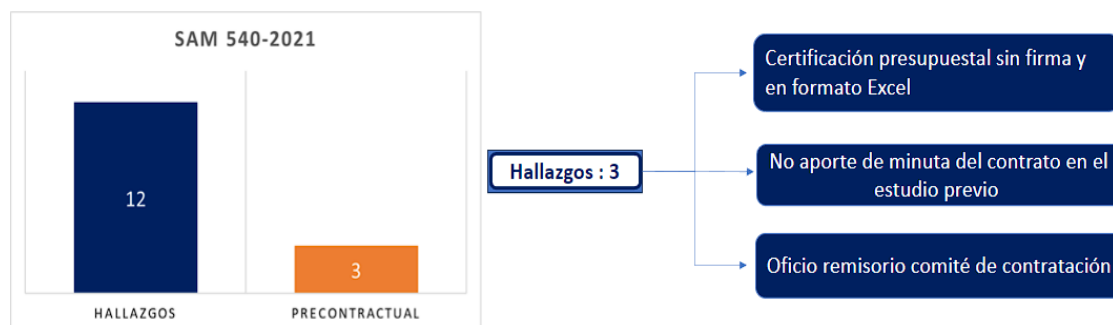 SAM 540-2021
12
3
HALLAZGOS
PRECONTRACTUAL
Hallazgos : 3
Certificación presupuestal sin firma y
en formato Excel
No aporte de minuta del contrato en el
estudio previo
Oficio remisorio comité de contratación